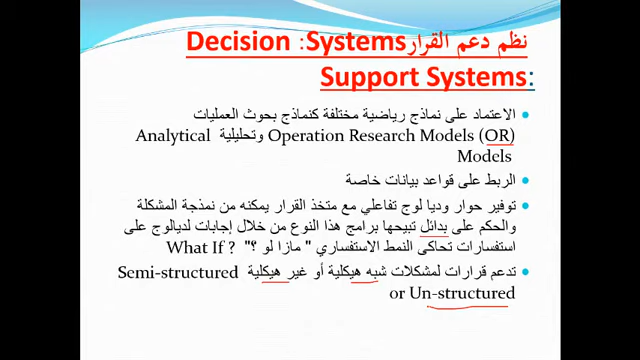 نظم دعم القرار Decision :Systems
Support Systems:
الاعتماد على نماذج رياضية مختلفة كنماذج بحوث العمليات
Operation Research Models (OR) وتحليلية Analytical
Models
الربط على قواعد بيانات خاصة
توفير حوار وديا لوج تفاعلي مع متخذ القرار يمكنه من نمذجة المشكلة
والحكم على بدائل تبيحها برامج هذا النوع من خلال إجابات لديالوج على
استفسارات تحاكى النمط الاستفساري " مازا لو ؟" What If ?
تدعم قرارات لمشكلات شبه هيكلية أو غير هيكلية Semi-structured
or Un-structured